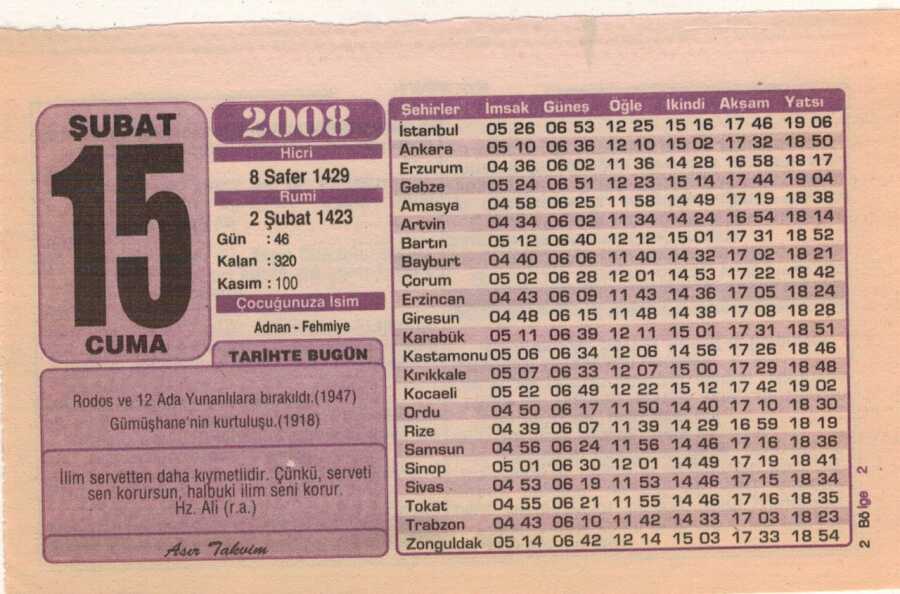 ŞUBAT
15
CUMA
2008
Hicri
8 Safer 1429
Rumi
2 Şubat 1423
Gün : 46
Kalan : 320
Kasım : 100
Çocuğunuza İsim
Adnan - Fehmiye
TARİHTE BUGÜN
Rodos ve 12 Ada Yunanlılara bırakıldı.(1947)
Gümüşhane'nin kurtuluşu.(1918)
İlim servetten daha kıymetlidir. Çünkü, serveti
sen korursun, halbuki ilim seni korur.
Hz. Ali (r.a.)
Asır Takvim
Şehirler İmsak Güneş Öğle İkindi Akşam Yatsı
İstanbul 05 26 06 53 12 25 15 16 17 46 19 06
Ankara 05 10 06 36 12 10 15 02 17 32 18 50
Erzurum 04 36 06 02 11 36 14 28 16 58 18 17
Gebze 05 24 06 51 12 23 15 14 17 44 19 04
Amasya 04 58 06 25 11 58 14 49 17 19 18 38
Artvin 04 34 06 02 11 34 14 24 16 54 18 14
Bartın 05 12 06 40 12 12 15 01 17 31 18 52
Bayburt 04 40 06 06 11 40 14 32 17 02 18 21
Çorum 05 02 06 28 12 01 14 53 17 22 18 42
Erzincan 04 43 06 09 11 43 14 36 17 05 18 24
Giresun 04 48 06 15 11 48 14 38 17 08 18 28
Karabük 05 11 06 39 12 11 15 01 17 31 18 51
Kastamonu 05 06 06 34 12 06 14 56 17 26 18 46
Kırıkkale 05 07 06 33 12 07 15 00 17 29 18 48
Kocaeli 05 22 06 49 12 22 15 12 17 42 19 02
Ordu 04 50 06 17 11 50 14 40 17 10 18 30
Rize 04 39 06 07 11 39 14 29 16 59 18 19
Samsun 04 56 06 24 11 56 14 46 17 16 18 36
Sinop 05 01 06 30 12 01 14 49 17 19 18 41
Sivas 04 53 06 19 11 53 14 46 17 15 18 34
Tokat 04 55 06 21 11 55 14 46 17 16 18 35
Trabzon 04 43 06 10 11 42 14 33 17 03 18 23
Zonguldak 05 14 06 42 12 14 15 03 17 33 18 54
2 Bölge 2